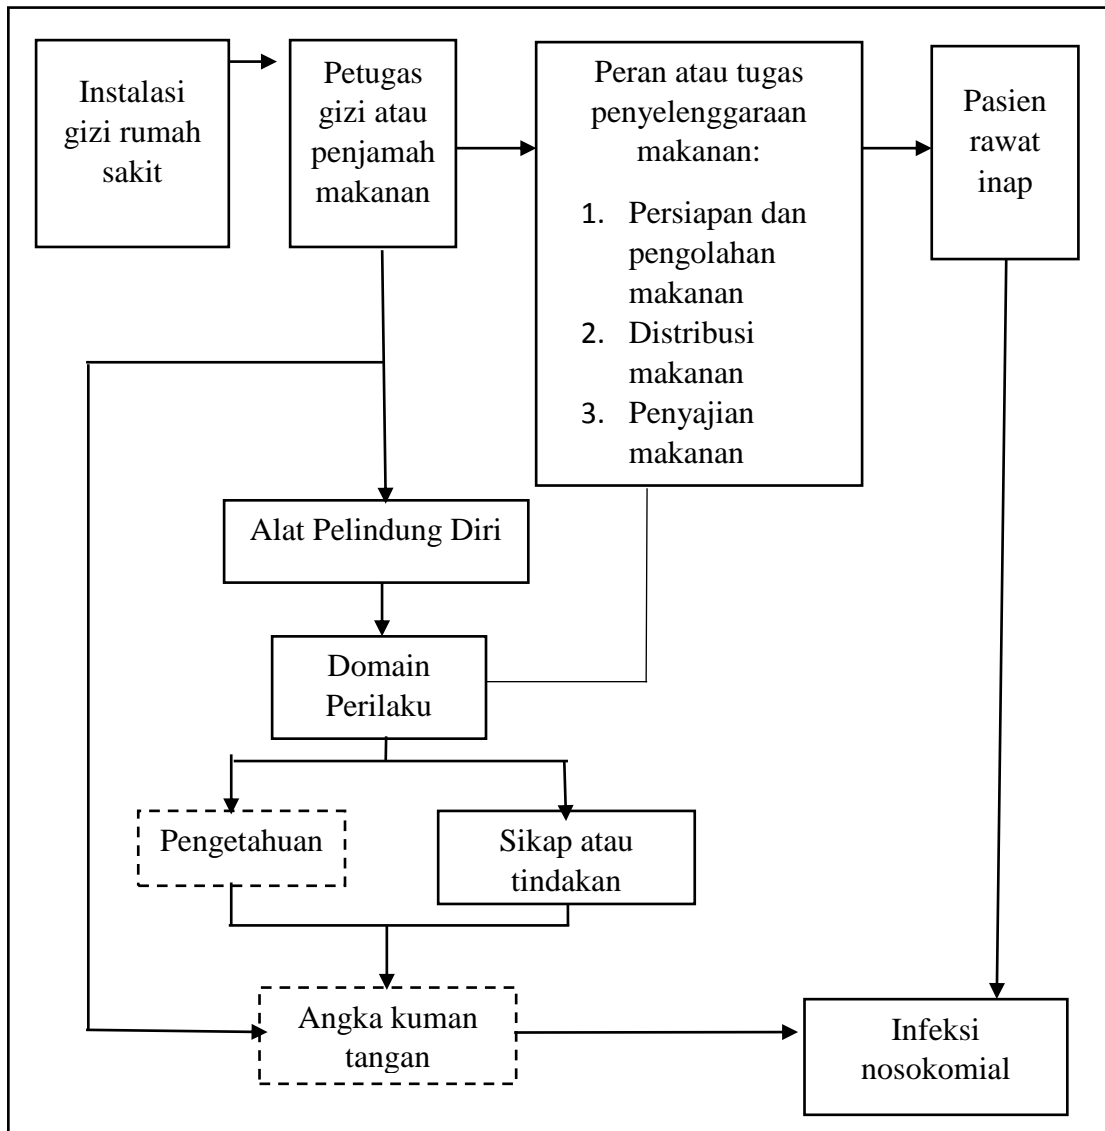 Instalasi
gizi rumah
sakit
Petugas
gizi atau
penjamah
makanan
Peran atau tugas
penyelenggaraan
makanan:
1. Persiapan dan
pengolahan
makanan
2. Distribusi
makanan
3. Penyajian
makanan
Pasien
rawat
inap
Alat Pelindung Diri
Domain
Perilaku
Pengetahuan
Sikap atau
tindakan
Angka kuman
tangan
Infeksi
nosokomial